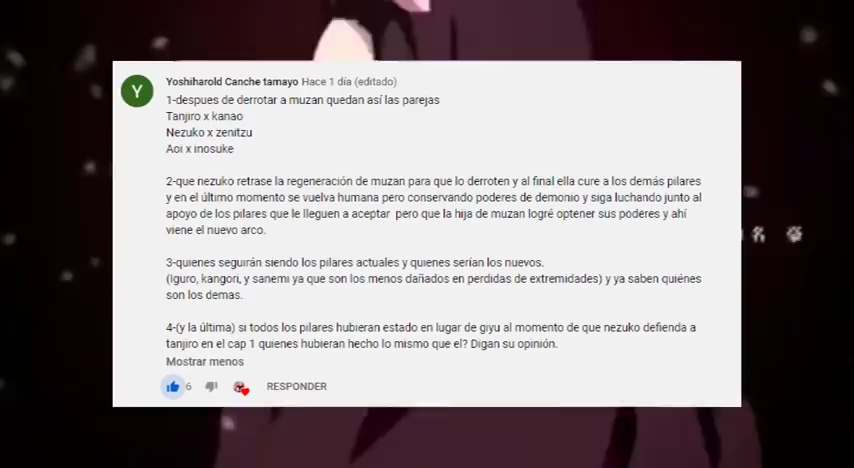 Y
Yoshiharold Canche tamayo Hace 1 día (editado)
1-despues de derrotar a muzan quedan así las parejas
Tanjiro x kanao
Nezuko x zenitzu
Aoi x inosuke
2-que nezuko retrase la regeneración de muzan para que lo derroten y al final ella cure a los demás pilares
y en el último momento se vuelva humana pero conservando poderes de demonio y siga luchando junto al
apoyo de los pilares que le lleguen a aceptar pero que la hija de muzan logré optener sus poderes y ahí
viene el nuevo arco.
3-quienes seguirán siendo los pilares actuales y quienes serían los nuevos.
(Iguro, kangori, y sanemi ya que son los menos dañados en perdidas de extremidades) y ya saben quiénes
son los demas.
4-(y la última) si todos los pilares hubieran estado en lugar de giyu al momento de que nezuko defienda a
tanjiro en el cap 1 quienes hubieran hecho lo mismo que el? Digan su opinión.
Mostrar menos
6 RESPONDER